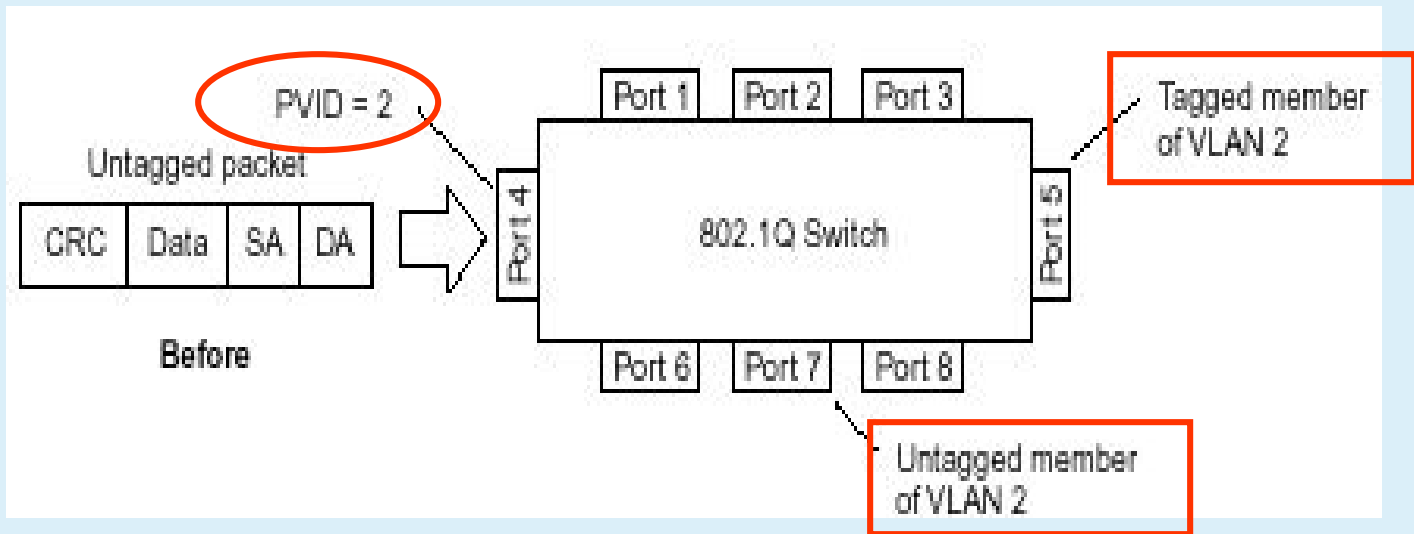 PVID = 2
Port 1
Port 2
Port 3
Tagged member
of VLAN 2
Untagged packet
CRC
Data
SA
DA
Port 4
802.1Q Switch
Port 5
Before
Port 6
Port 7
Port 8
Untagged member
of VLAN 2